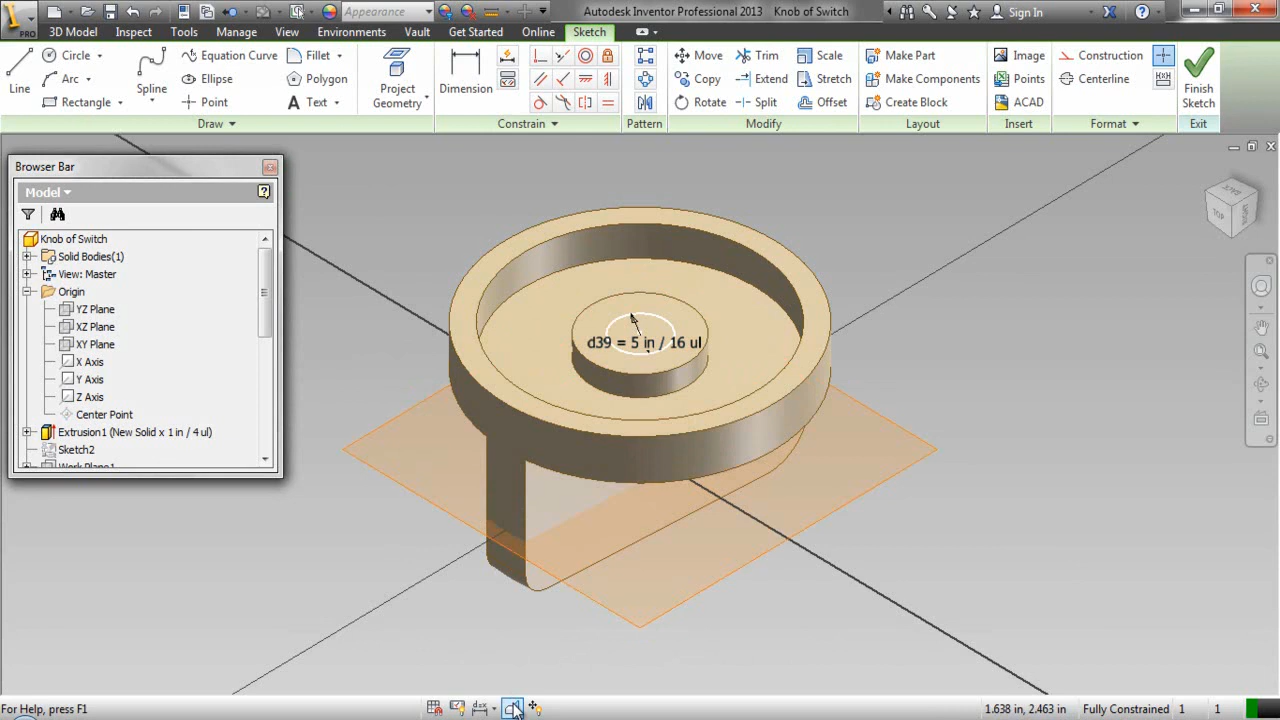 Appearance
Autodesk Inventor Professional 2013 Knob of Switch
Sign In
PRO
3D Model Inspect Tools Manage View Environments Vault Get Started Online Sketch
Line
Circle
Arc
Rectangle
Spline
Equation Curve
Ellipse
Point
Fillet
Polygon
Text
Project Geometry
Dimension
Move
Copy
Rotate
Trim
Extend
Split
Scale
Stretch
Offset
Make Part
Make Components
Create Block
Image
Points
ACAD
Construction
Centerline
Finish Sketch
Draw Constrain Pattern Modify Layout Insert Format Exit
Browser Bar
Model
Knob of Switch
Solid Bodies(1)
View: Master
Origin
YZ Plane
XZ Plane
XY Plane
X Axis
Y Axis
Z Axis
Center Point
Extrusion1 (New Solid x 1 in / 4 ul)
Sketch2
Work Plane1
d39 = 5 in / 16 ul
TOP
For Help, press F1
1.638 in, 2.463 in Fully Constrained 1 1